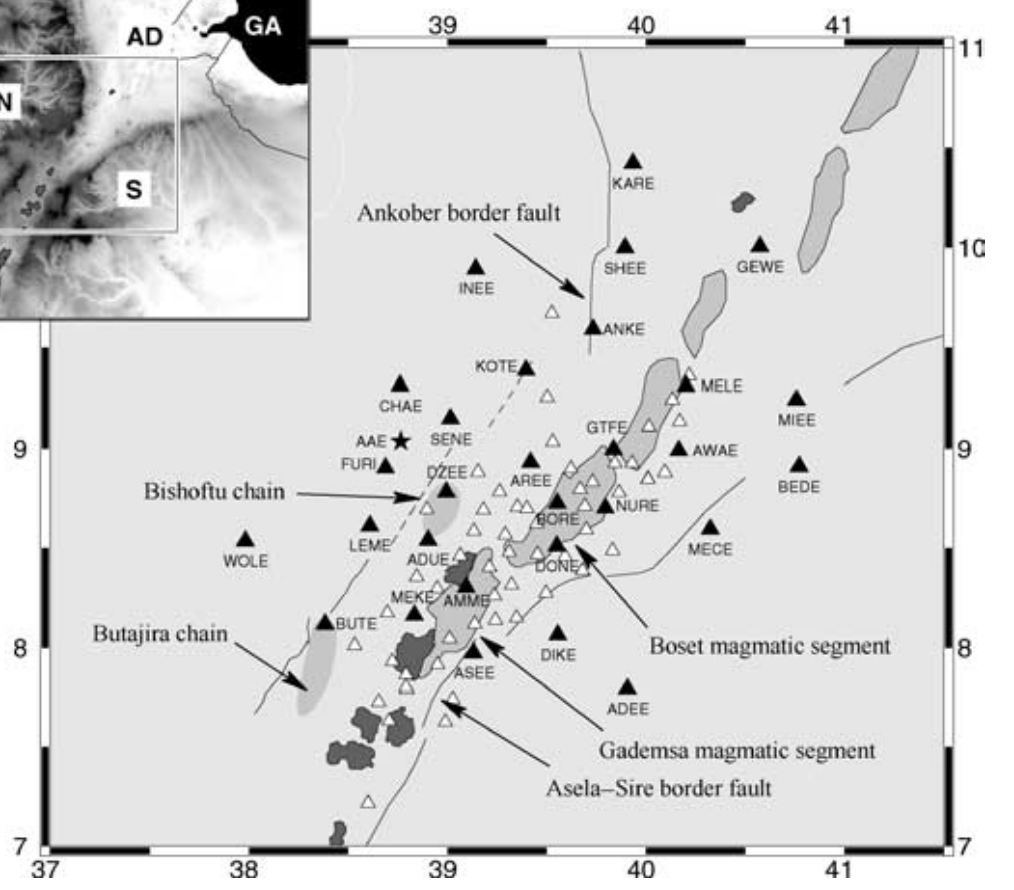 39 40 41
AD
GA
N
S
11
KARE
Ankober border fault
10
SHEE
GEWE
INEE
ANKE
KOTE
MELE
CHAE
MIEE
SENE
GTFE
9
AAE
AWAE
9
FURI
DZEE
AREE
BEDE
Bishoftu chain
BORE
NURE
LEME
MECE
WOLE
ADUE
DONE
MEKE
AMME
Butajira chain
BUTE
8
DIKE
Boset magmatic segment
8
ASEE
ADEE
Gademsa magmatic segment
Asela–Sire border fault
7
7
37 38 39 40 41